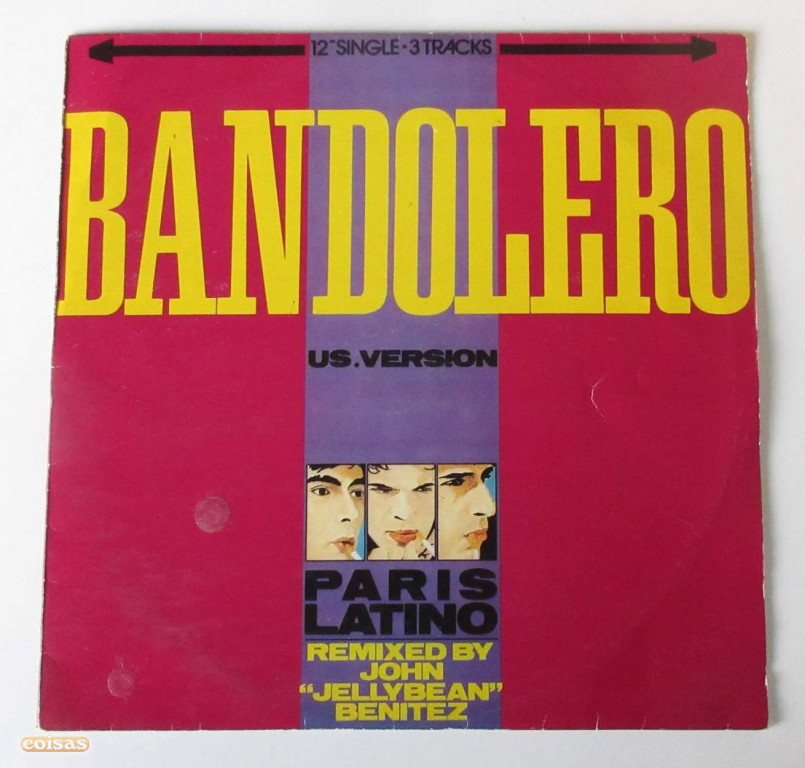 12" SINGLE · 3 TRACKS
BANDOLERO
US. VERSION
PARIS
LATINO
REMIXED BY
JOHN
"JELLYBEAN"
BENITEZ
coisas